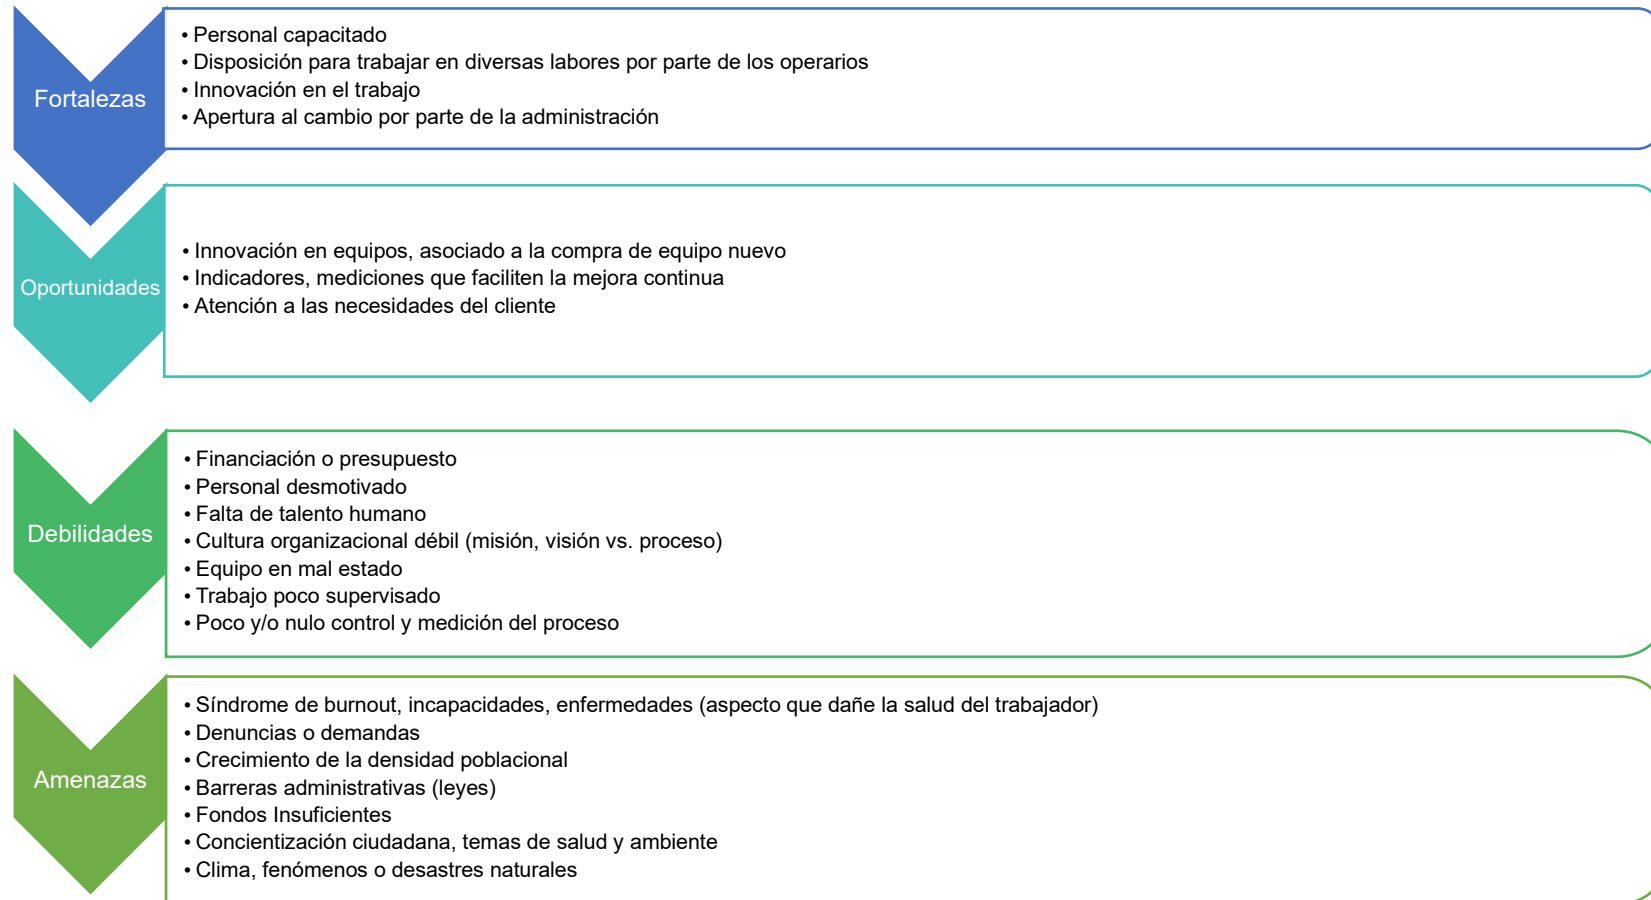 Fortalezas
• Personal capacitado
• Disposición para trabajar en diversas labores por parte de los operarios
• Innovación en el trabajo
• Apertura al cambio por parte de la administración
Oportunidades
• Innovación en equipos, asociado a la compra de equipo nuevo
• Indicadores, mediciones que faciliten la mejora continua
• Atención a las necesidades del cliente
Debilidades
• Financiación o presupuesto
• Personal desmotivado
• Falta de talento humano
• Cultura organizacional débil (misión, visión vs. proceso)
• Equipo en mal estado
• Trabajo poco supervisado
• Poco y/o nulo control y medición del proceso
Amenazas
• Síndrome de burnout, incapacidades, enfermedades (aspecto que dañe la salud del trabajador)
• Denuncias o demandas
• Crecimiento de la densidad poblacional
• Barreras administrativas (leyes)
• Fondos Insuficientes
• Concientización ciudadana, temas de salud y ambiente
• Clima, fenómenos o desastres naturales